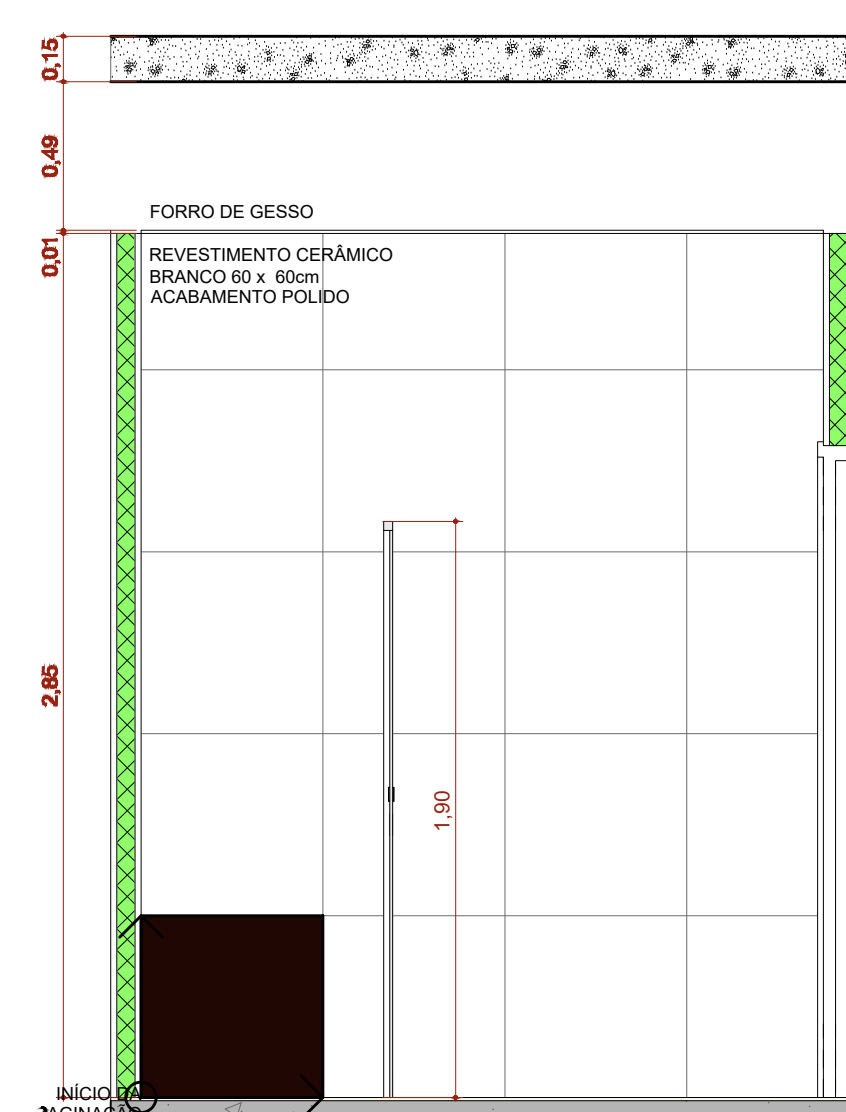 0,15
0,49
FORRO DE GESSO
0,01
REVESTIMENTO CERÂMICO
BRANCO 60 x 60cm
ACABAMENTO POLIDO
2,85
1,90
INÍCIO DA
PAGINAÇÃO